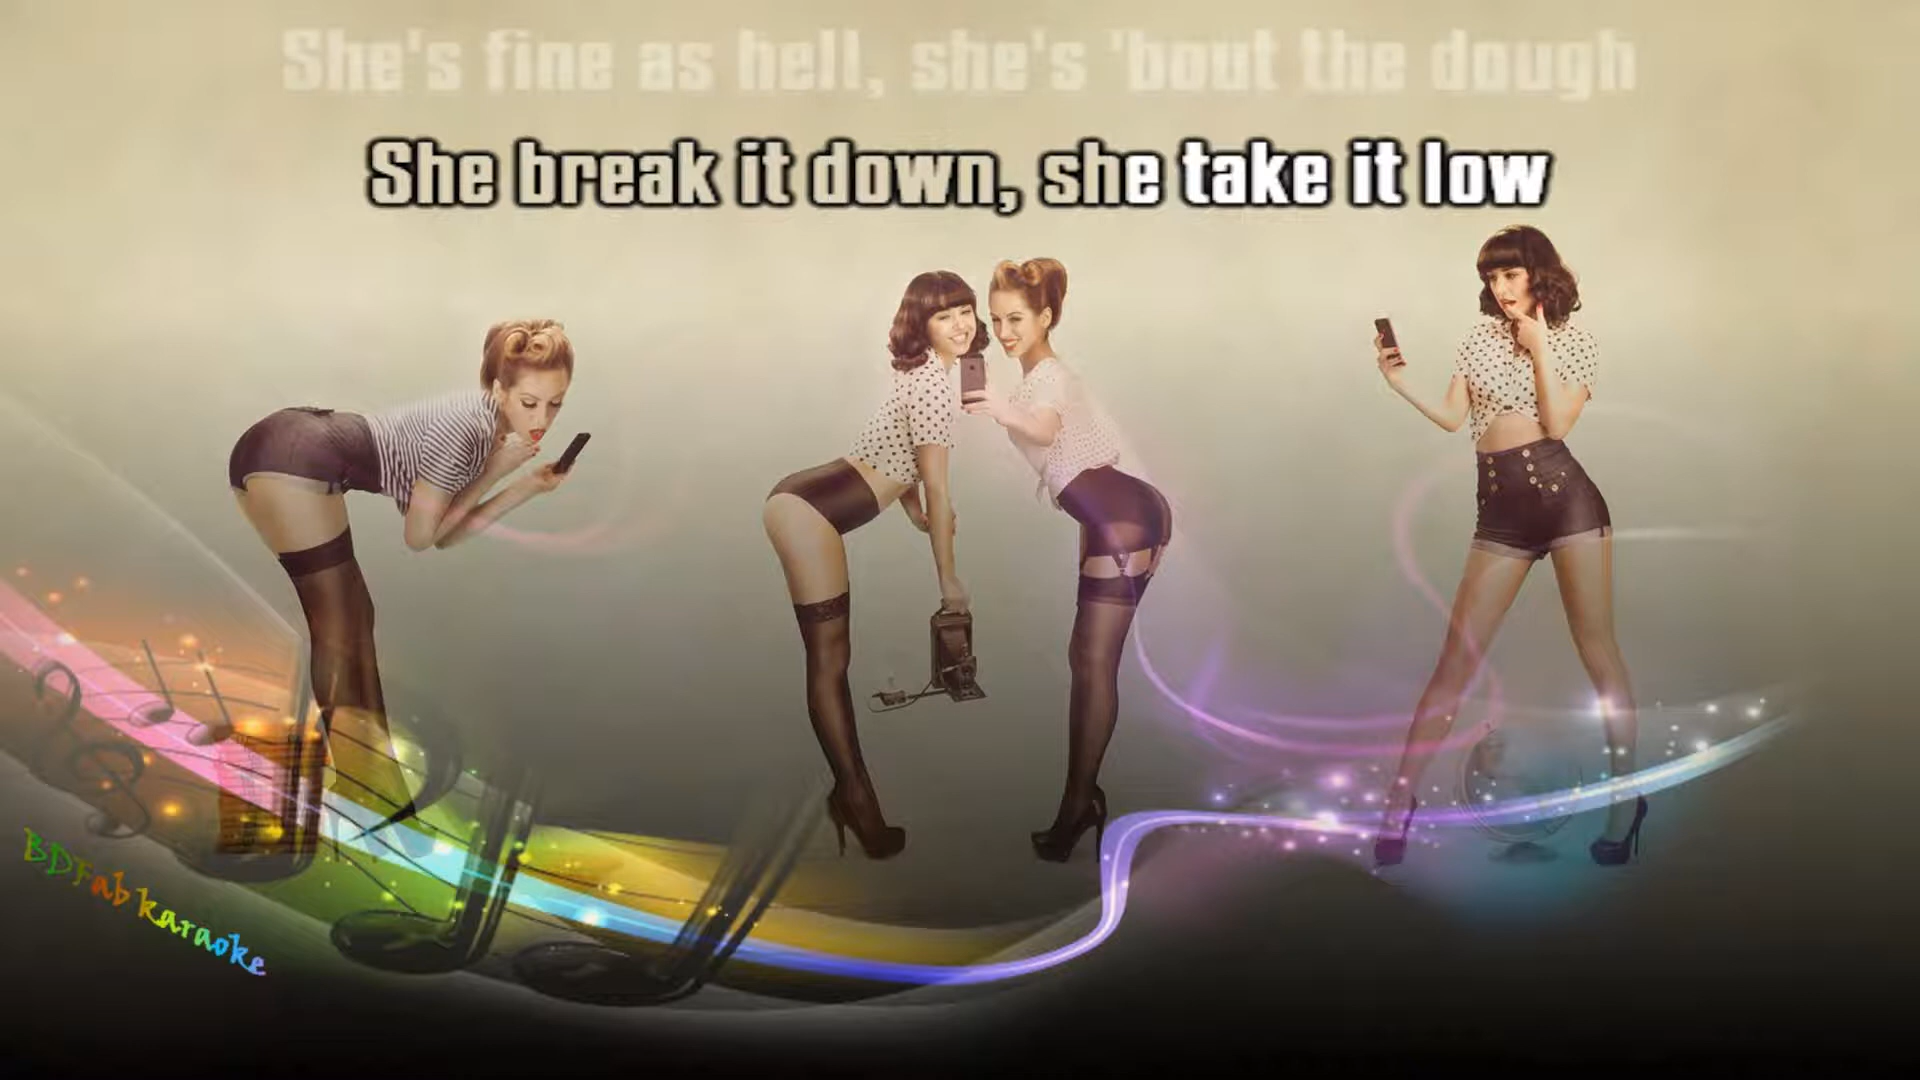 She's fine as hell, she's 'bout the dough
She break it down, she take it low
BDFab karaoke